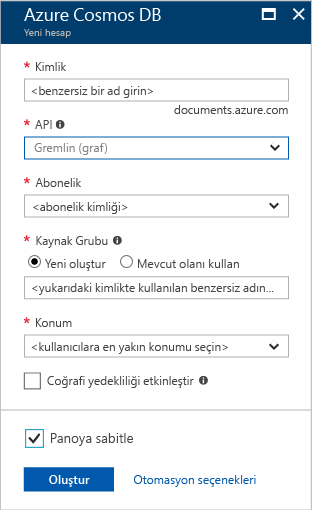 Azure Cosmos DB
Yeni hesap
* Kimlik
<benzersiz bir ad girin>
documents.azure.com
* API
Gremlin (graf)
* Abonelik
<abonelik kimliği>
* Kaynak Grubu
Yeni oluştur Mevcut olanı kullan
<yukarıdaki kimlikte kullanılan benzersiz adın...
* Konum
<kullanıcılara en yakın konumu seçin>
Coğrafi yedekliliği etkinleştir
Panoya sabitle
Oluştur Otomasyon seçenekleri